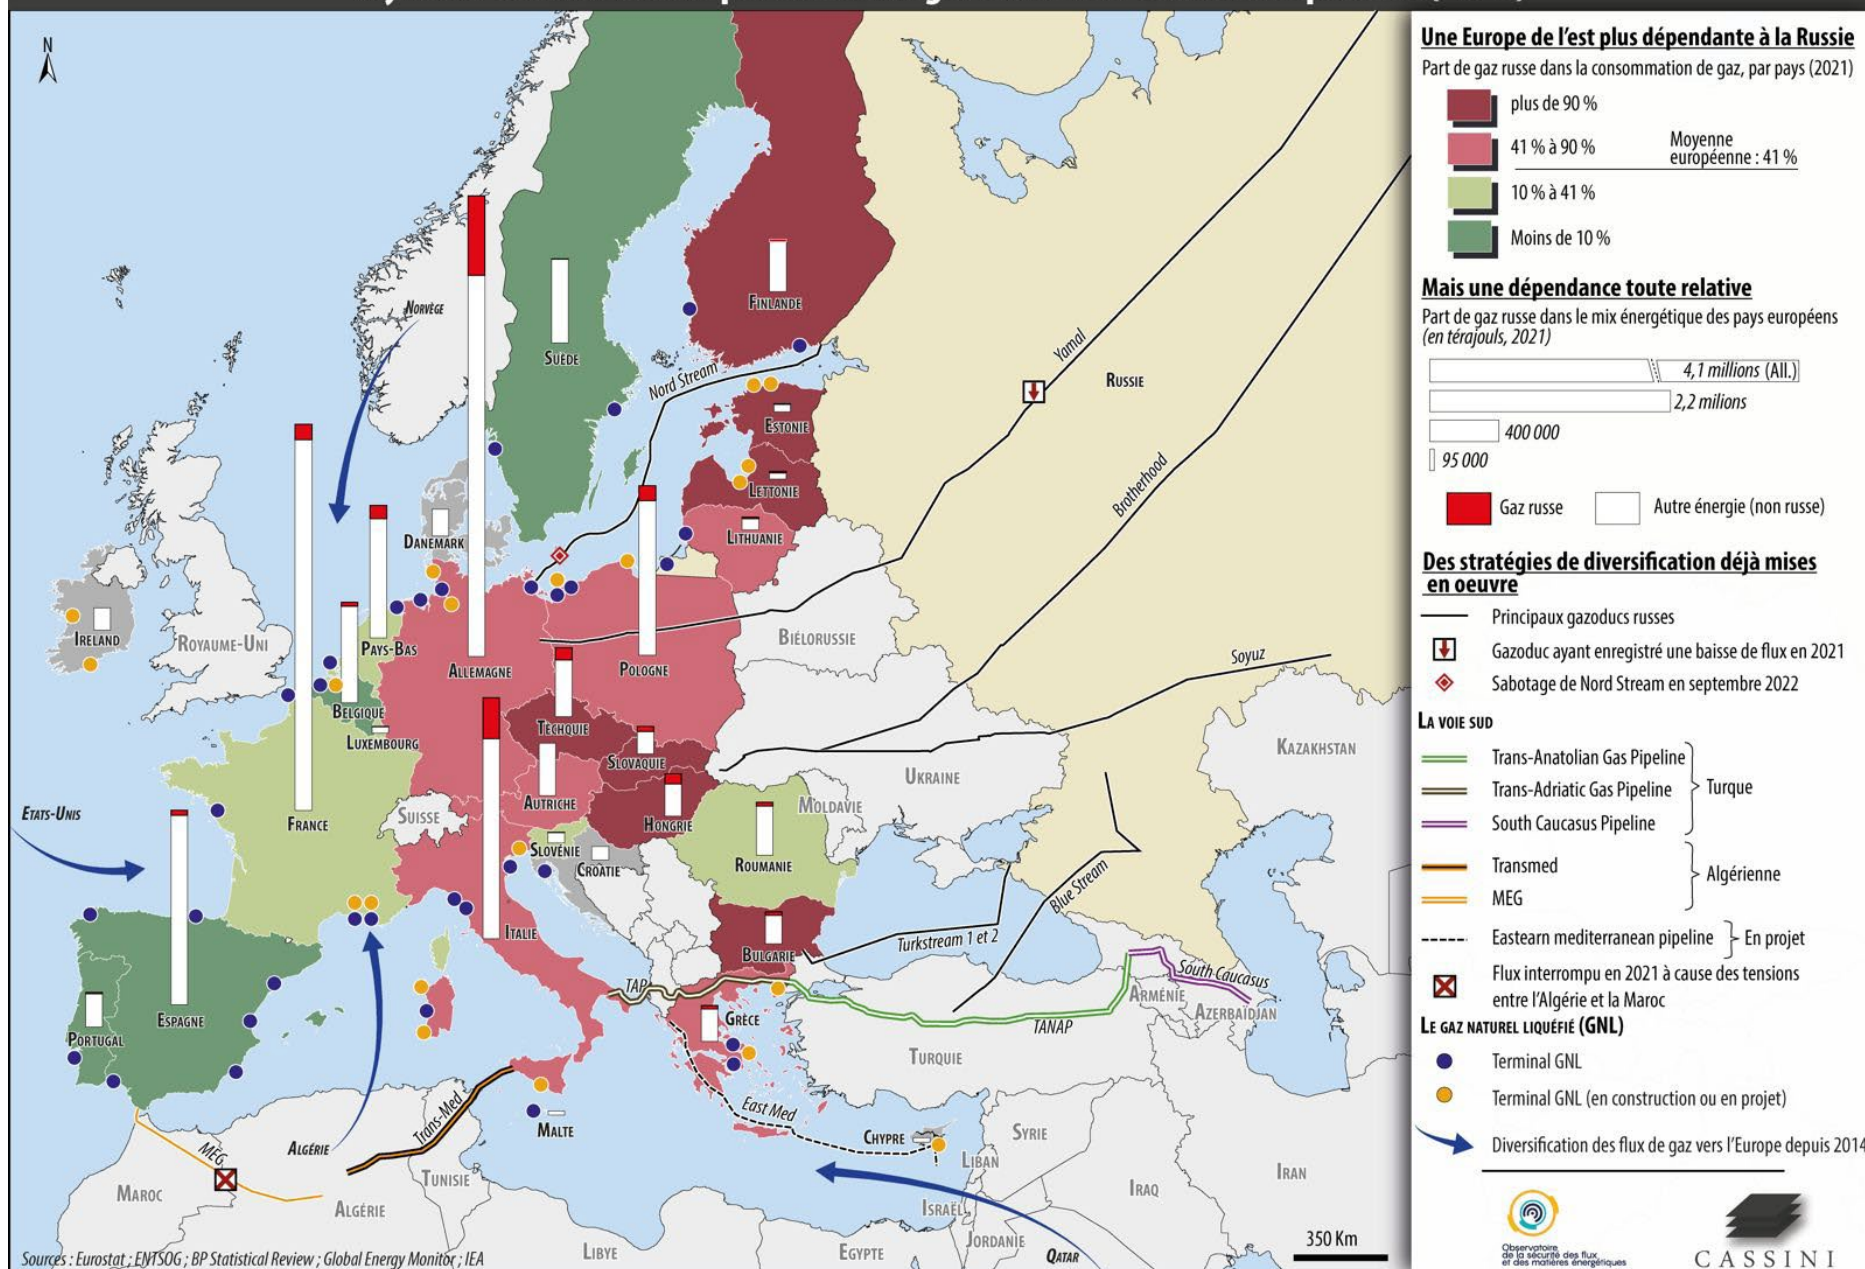 N
NORVÈGE
SUÈDE
FINLANDE
Nord Stream
Yamal
RUSSIE
Brotherhood
ESTONIE
LETTONIE
LITHUANIE
DANEMARK
IRELAND
ROYAUME-UNI
PAYS-BAS
ALLEMAGNE
POLOGNE
BIÉLORUSSIE
Soyuz
BELGIQUE
LUXEMBOURG
TCHQUIE
SLOVAQUIE
KAZAKHSTAN
UKRAINE
AUTRICHE
MOLDAVIE
ETATS-UNIS
FRANCE
SUISSE
HONGRIE
SLOVÉNIE
CROATIE
ROUMANIE
Blue Stream
ITALIE
Turkstream 1 et 2
BULGARIE
TAP
South Caucasus
ARMÉNIE
AZERBAÏDJAN
ESPAGNE
PORTUGAL
GRÈCE
TANAP
TURQUIE
Trans-Med
East Med
MALTE
CHYPRE
SYRIE
MEG
ALGÉRIE
LIBAN
MAROC
TUNISIE
ALGÉRIE
IRAK
IRAN
ISRAËL
JORDANIE
LIBYE
EGYPTE
QATAR
350 Km
Sources : Eurostat ; ENTSOG ; BP Statistical Review ; Global Energy Monitor ; IEA
Une Europe de l'est plus dépendante à la Russie
Part de gaz russe dans la consommation de gaz, par pays (2021)
plus de 90 %
41 % à 90 %
Moyenne
européenne : 41 %
10 % à 41 %
Moins de 10 %
Mais une dépendance toute relative
Part de gaz russe dans le mix énergétique des pays européens
(en térajouls, 2021)
4,1 millions (All.)
2,2 milions
400 000
95 000
Gaz russe
Autre énergie (non russe)
Des stratégies de diversification déjà mises
en oeuvre
Principaux gazoducs russes
Gazoduc ayant enregistré une baisse de flux en 2021
Sabotage de Nord Stream en septembre 2022
LA VOIE SUD
Trans-Anatolian Gas Pipeline
Trans-Adriatic Gas Pipeline
Turque
South Caucasus Pipeline
Transmed
Algérienne
MEG
Eastearn mediterranean pipeline
En projet
Flux interrompu en 2021 à cause des tensions
entre l'Algérie et la Maroc
LE GAZ NATUREL LIQUÉFIÉ (GNL)
Terminal GNL
Terminal GNL (en construction ou en projet)
Diversification des flux de gaz vers l'Europe depuis 2014
Observatoire
de la sécurité des flux
et des matières énergétiques
CASSINI